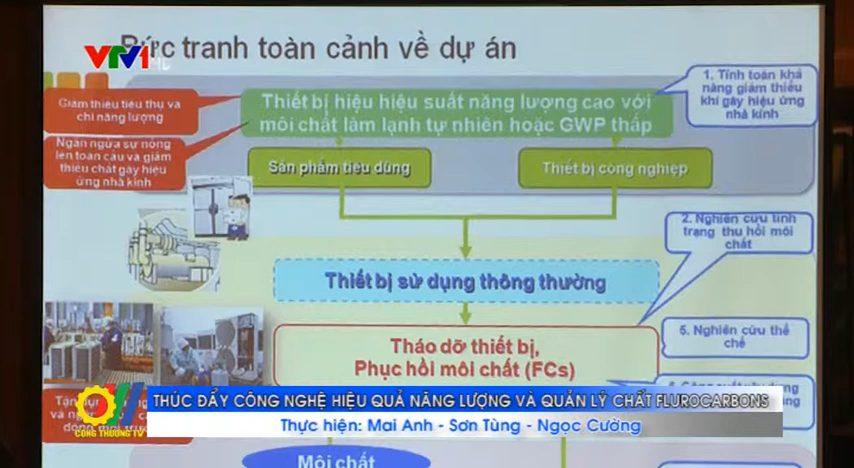 Bức tranh toàn cảnh về dự án
VTV1
HD
Giảm thiểu tiêu thụ và
chi năng lượng
Thiết bị hiệu hiệu suất năng lượng cao với
môi chất làm lạnh tự nhiên hoặc GWP thấp
1. Tính toán khả
năng giảm thiểu
khí gây hiệu ứng
nhà kính
Ngăn ngừa sự nóng
lên toàn cầu và giảm
thiểu chất gây hiệu
ứng nhà kính
Sản phẩm tiêu dùng
Thiết bị công nghiệp
2. Nghiên cứu tình
trạng thu hồi môi
chất
Thiết bị sử dụng thông thường
Tháo dỡ thiết bị,
Phục hồi môi chất (FCs)
5. Nghiên cứu thể
chế
THÚC ĐẨY CÔNG NGHỆ HIỆU QUẢ NĂNG LƯỢNG VÀ QUẢN LÝ CHẤT FLUROCARBONS
Thực hiện: Mai Anh - Sơn Tùng - Ngọc Cường
CÔNG THƯƠNG TV
Môi chất